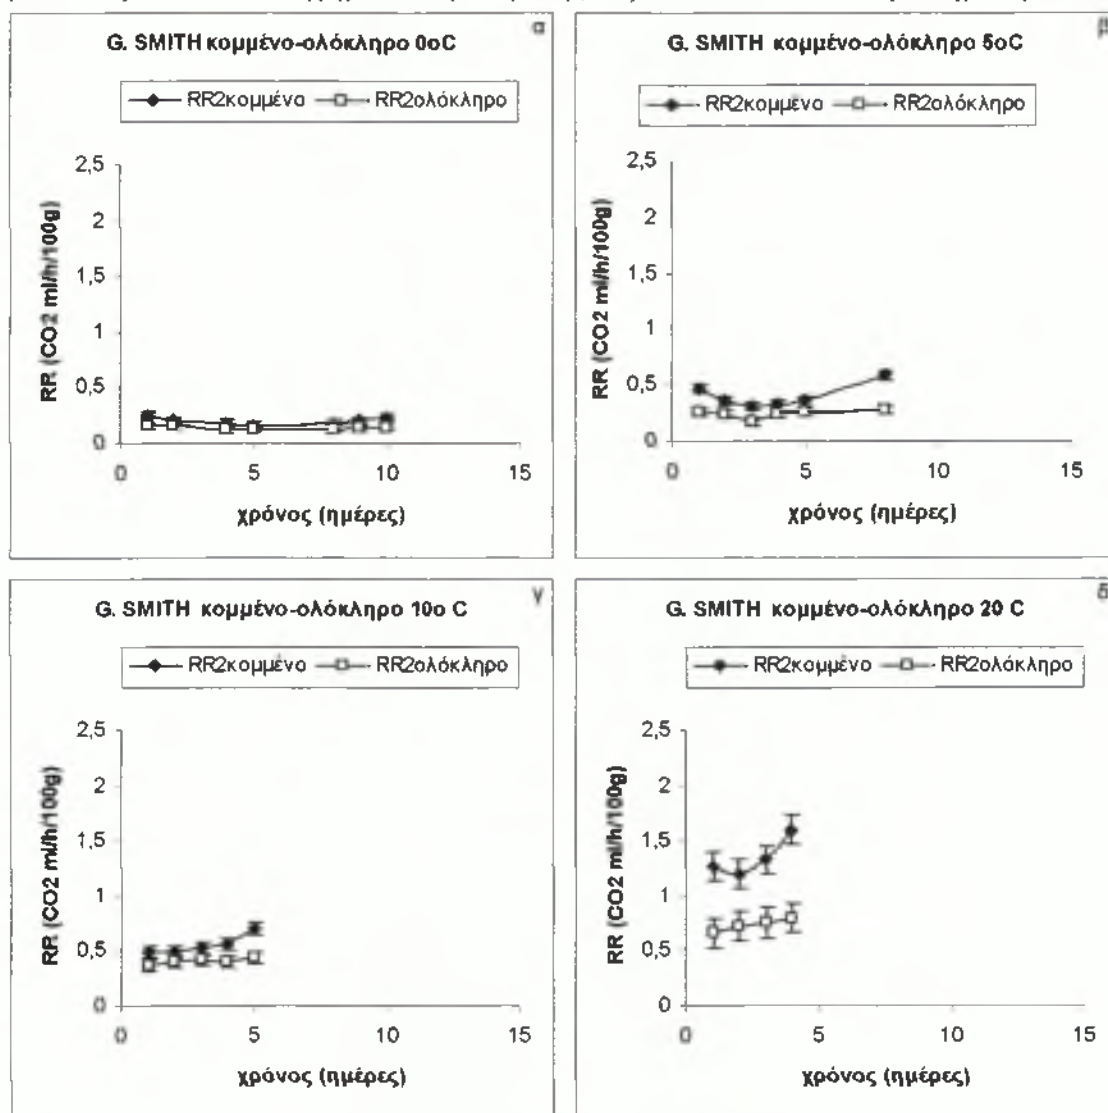 G. SMITH κομμένο-ολόκληρο 0oC
α
RR2κομμένο RR2ολόκληρο
2,5
2
1,5
1
0,5
0
RR (CO2 ml/h/100g)
0 5 10 15
χρόνος (ημέρες)
G. SMITH κομμένο-ολόκληρο 5oC
β
RR2κομμένο RR2ολόκληρο
2,5
2
1,5
1
0,5
0
RR (CO2 ml/h/100g)
0 5 10 15
χρόνος (ημέρες)
G. SMITH κομμένο-ολόκληρο 10o C
γ
RR2κομμένο RR2ολόκληρο
2,5
2
1,5
1
0,5
0
RR (CO2 ml/h/100g)
0 5 10 15
χρόνος (ημέρες)
G. SMITH κομμένο-ολόκληρο 20 C
δ
RR2κομμένο RR2ολόκληρο
2,5
2
1,5
1
0,5
0
RR (CO2 ml/h/100g)
0 5 10 15
χρόνος (ημέρες)